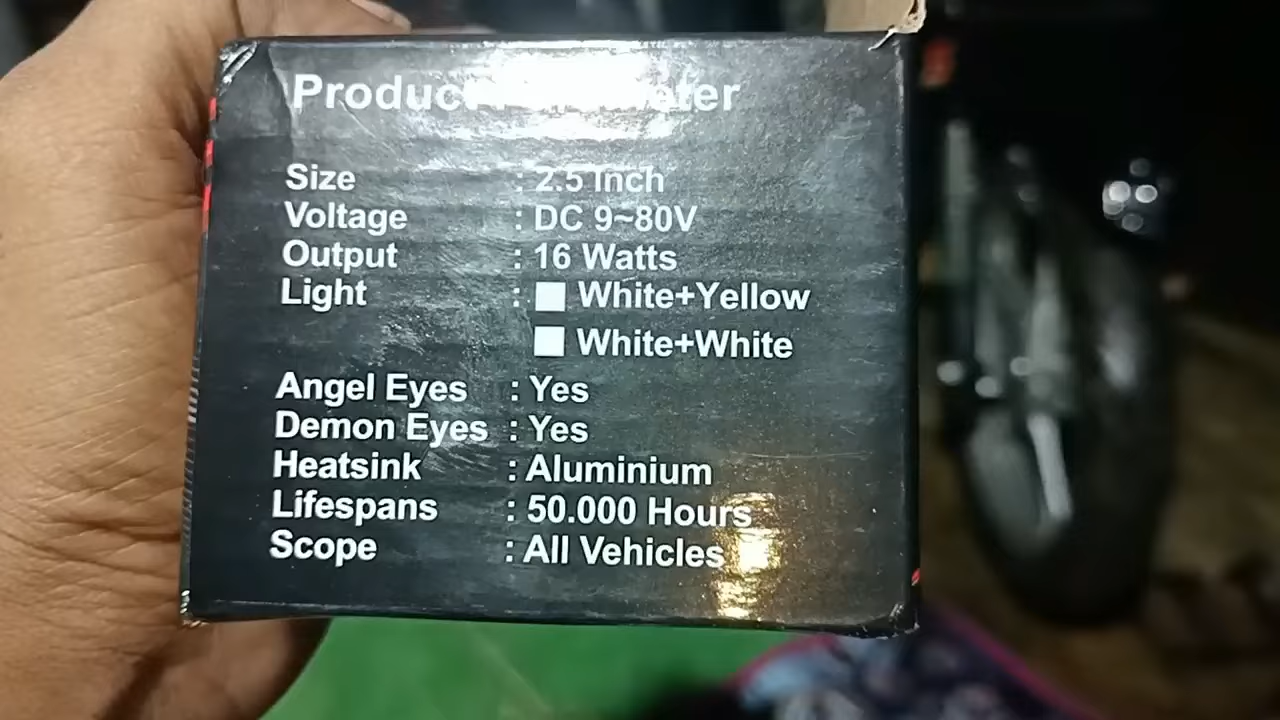 Product
Size : 2.5 Inch
Voltage : DC 9~80V
Output : 16 Watts
Light : White+Yellow
White+White
Angel Eyes : Yes
Demon Eyes : Yes
Heatsink : Aluminium
Lifespans : 50.000 Hours
Scope : All Vehicles